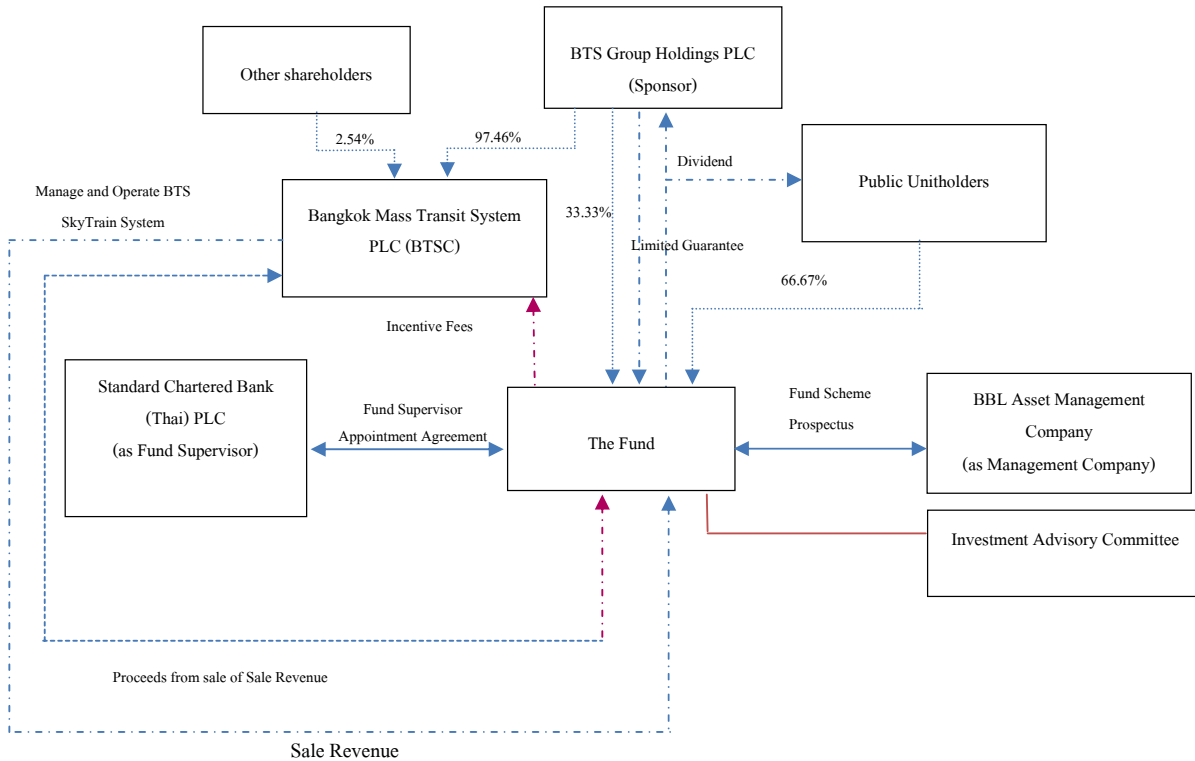 Other shareholders
BTS Group Holdings PLC
(Sponsor)
2.54%
97.46%
Dividend
Public Unitholders
Manage and Operate BTS
SkyTrain System
Bangkok Mass Transit System
PLC (BTSC)
33.33%
Limited Guarantee
66.67%
Incentive Fees
Standard Chartered Bank
(Thai) PLC
(as Fund Supervisor)
Fund Supervisor
Appointment Agreement
The Fund
Fund Scheme
Prospectus
BBL Asset Management
Company
(as Management Company)
Investment Advisory Committee
Proceeds from sale of Sale Revenue
Sale Revenue